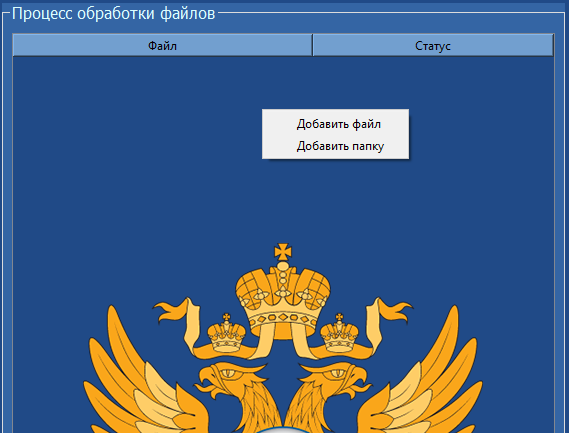 Процесс обработки файлов
Файл Статус
Добавить файл
Добавить папку